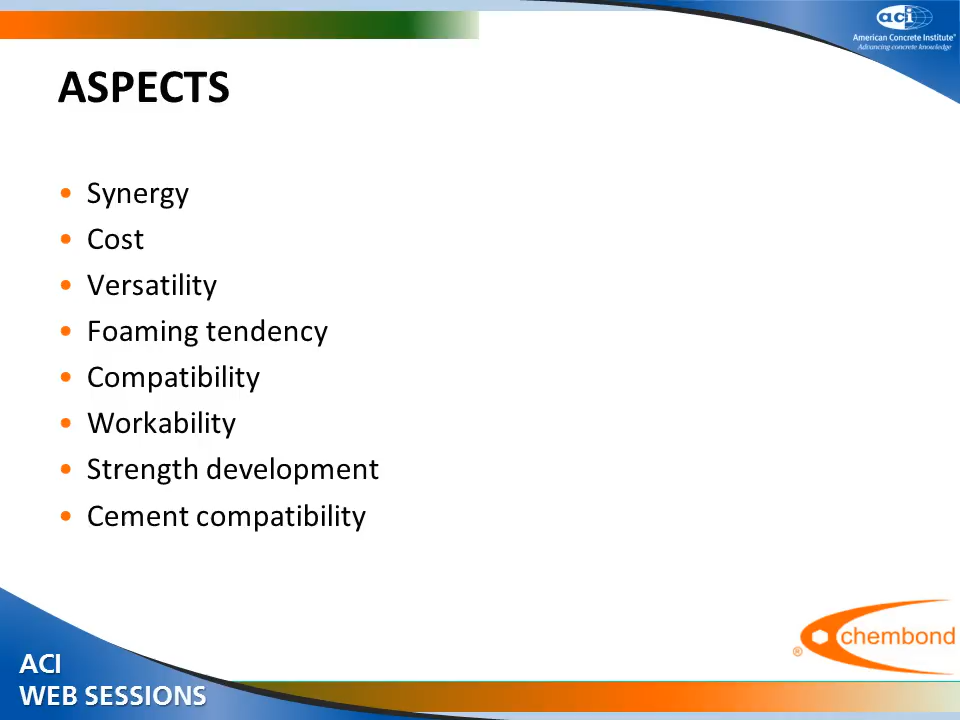 aci
American Concrete Institute®
Advancing concrete knowledge
ASPECTS
• Synergy
• Cost
• Versatility
• Foaming tendency
• Compatibility
• Workability
• Strength development
• Cement compatibility
® chembond
ACI
WEB SESSIONS